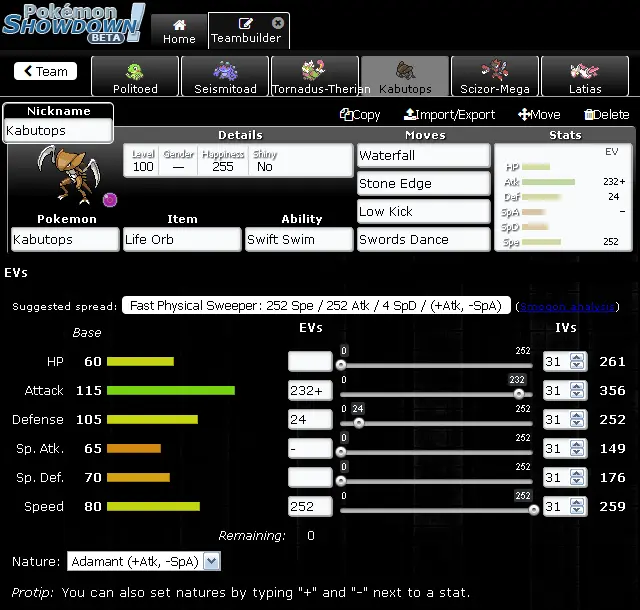 Pokémon
SHOWDOWN!
BETA
Home
Teambuilder
< Team
Politoed
Seismitoad
Tornadus-Therian
Kabutops
Scizor-Mega
Latias
Nickname
Kabutops
Copy
Import/Export
Move
Delete
Details
Moves
Stats
Level
Gender
Happiness
Shiny
100
—
255
No
Waterfall
Stone Edge
Low Kick
Swords Dance
EV
HP
Atk 232+
Def 24
SpA -
SpD
Spe 252
Pokemon
Item
Ability
Kabutops
Life Orb
Swift Swim
EVs
Suggested spread: Fast Physical Sweeper: 252 Spe / 252 Atk / 4 SpD / (+Atk, -SpA) (Smogon analysis)
Base
EVs
IVs
HP 60 0 252 31 261
Attack 115 232+ 0 232 31 356
Defense 105 24 0 24 252 31 252
Sp. Atk. 65 - 0 252 31 149
Sp. Def. 70 0 252 31 176
Speed 80 252 0 252 31 259
Remaining: 0
Nature: Adamant (+Atk, -SpA)
Protip: You can also set natures by typing "+" and "-" next to a stat.